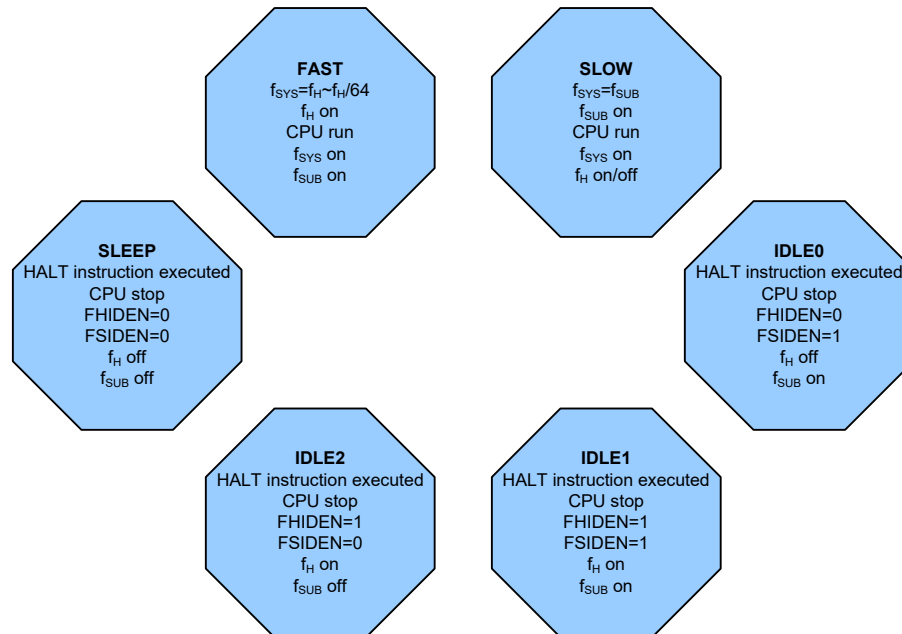 FAST
fSYS=fH~fH/64
fH on
CPU run
fSYS on
fSUB on
SLOW
fSYS=fSUB
fSUB on
CPU run
fSYS on
fH on/off
SLEEP
HALT instruction executed
CPU stop
FHIDEN=0
FSIDEN=0
fH off
fSUB off
IDLE0
HALT instruction executed
CPU stop
FHIDEN=0
FSIDEN=1
fH off
fSUB on
IDLE2
HALT instruction executed
CPU stop
FHIDEN=1
FSIDEN=0
fH on
fSUB off
IDLE1
HALT instruction executed
CPU stop
FHIDEN=1
FSIDEN=1
fH on
fSUB on